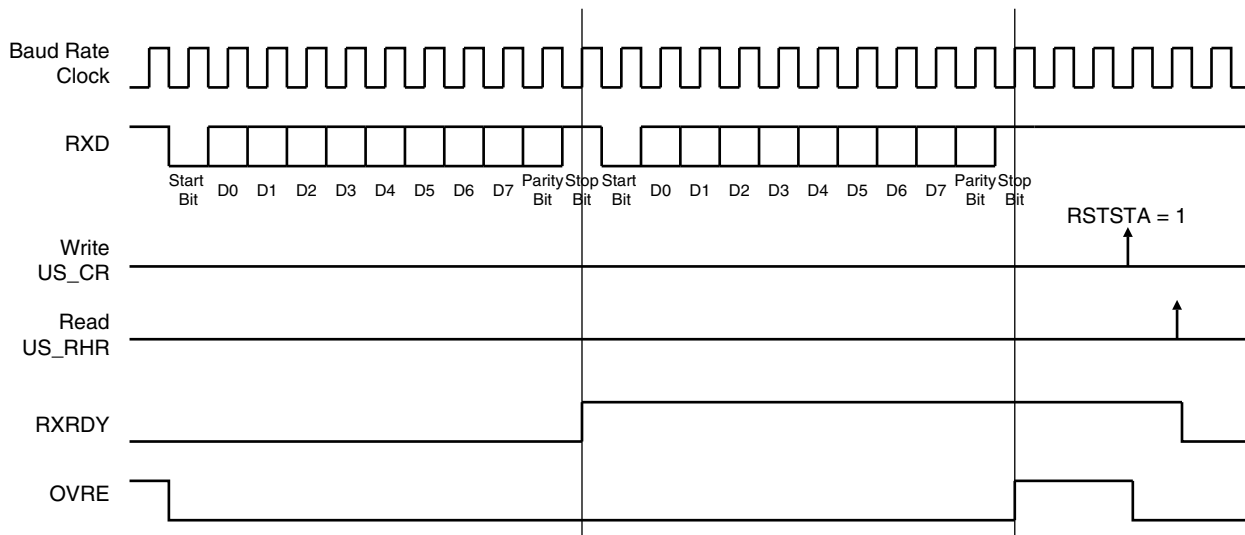 Baud Rate
Clock
RXD
Start
Bit
D0
D1
D2
D3
D4
D5
D6
D7
Parity
Bit
Stop
Bit
Start
Bit
D0
D1
D2
D3
D4
D5
D6
D7
Parity
Bit
Stop
Bit
RSTSTA = 1
Write
US_CR
Read
US_RHR
RXRDY
OVRE